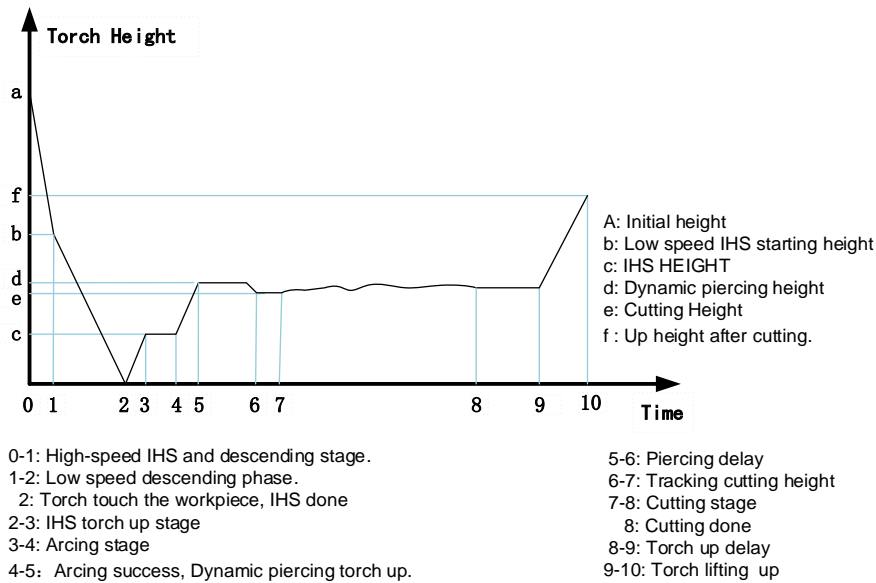 Torch Height
a
f
b
d
e
c
A: Initial height
b: Low speed IHS starting height
c: IHS HEIGHT
d: Dynamic piercing height
e: Cutting Height
f : Up height after cutting.
0 1 2 3 4 5 6 7 8 9 10
Time
0-1: High-speed IHS and descending stage.
1-2: Low speed descending phase.
2: Torch touch the workpiece, IHS done
2-3: IHS torch up stage
3-4: Arcing stage
4-5：Arcing success, Dynamic piercing torch up.
5-6: Piercing delay
6-7: Tracking cutting height
7-8: Cutting stage
8: Cutting done
8-9: Torch up delay
9-10: Torch lifting up